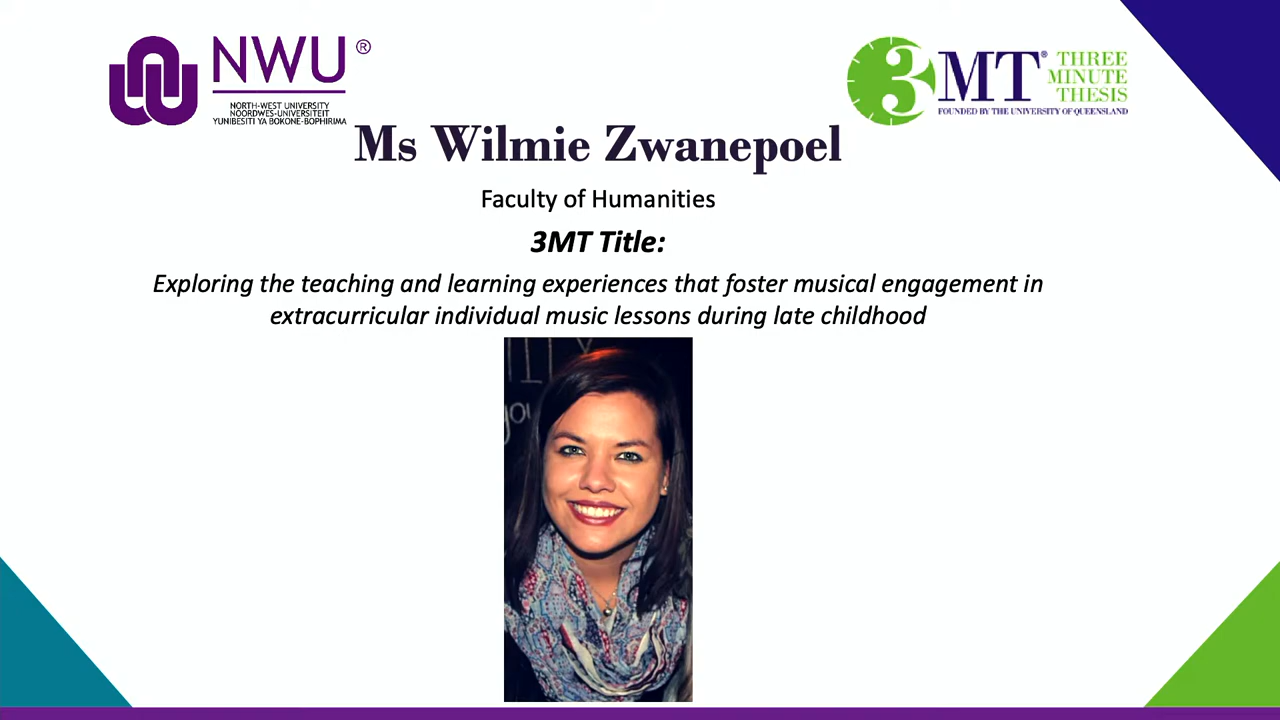 NWU®
NORTH-WEST UNIVERSITY
NOORDWES-UNIVERSITEIT
YUNIBESITI YA BOKONE-BOPHIRIMA
3MT® THREE
MINUTE
THESIS
FOUNDED BY THE UNIVERSITY OF QUEENSLAND
Ms Wilmie Zwanepoel
Faculty of Humanities
3MT Title:
Exploring the teaching and learning experiences that foster musical engagement in
extracurricular individual music lessons during late childhood
you